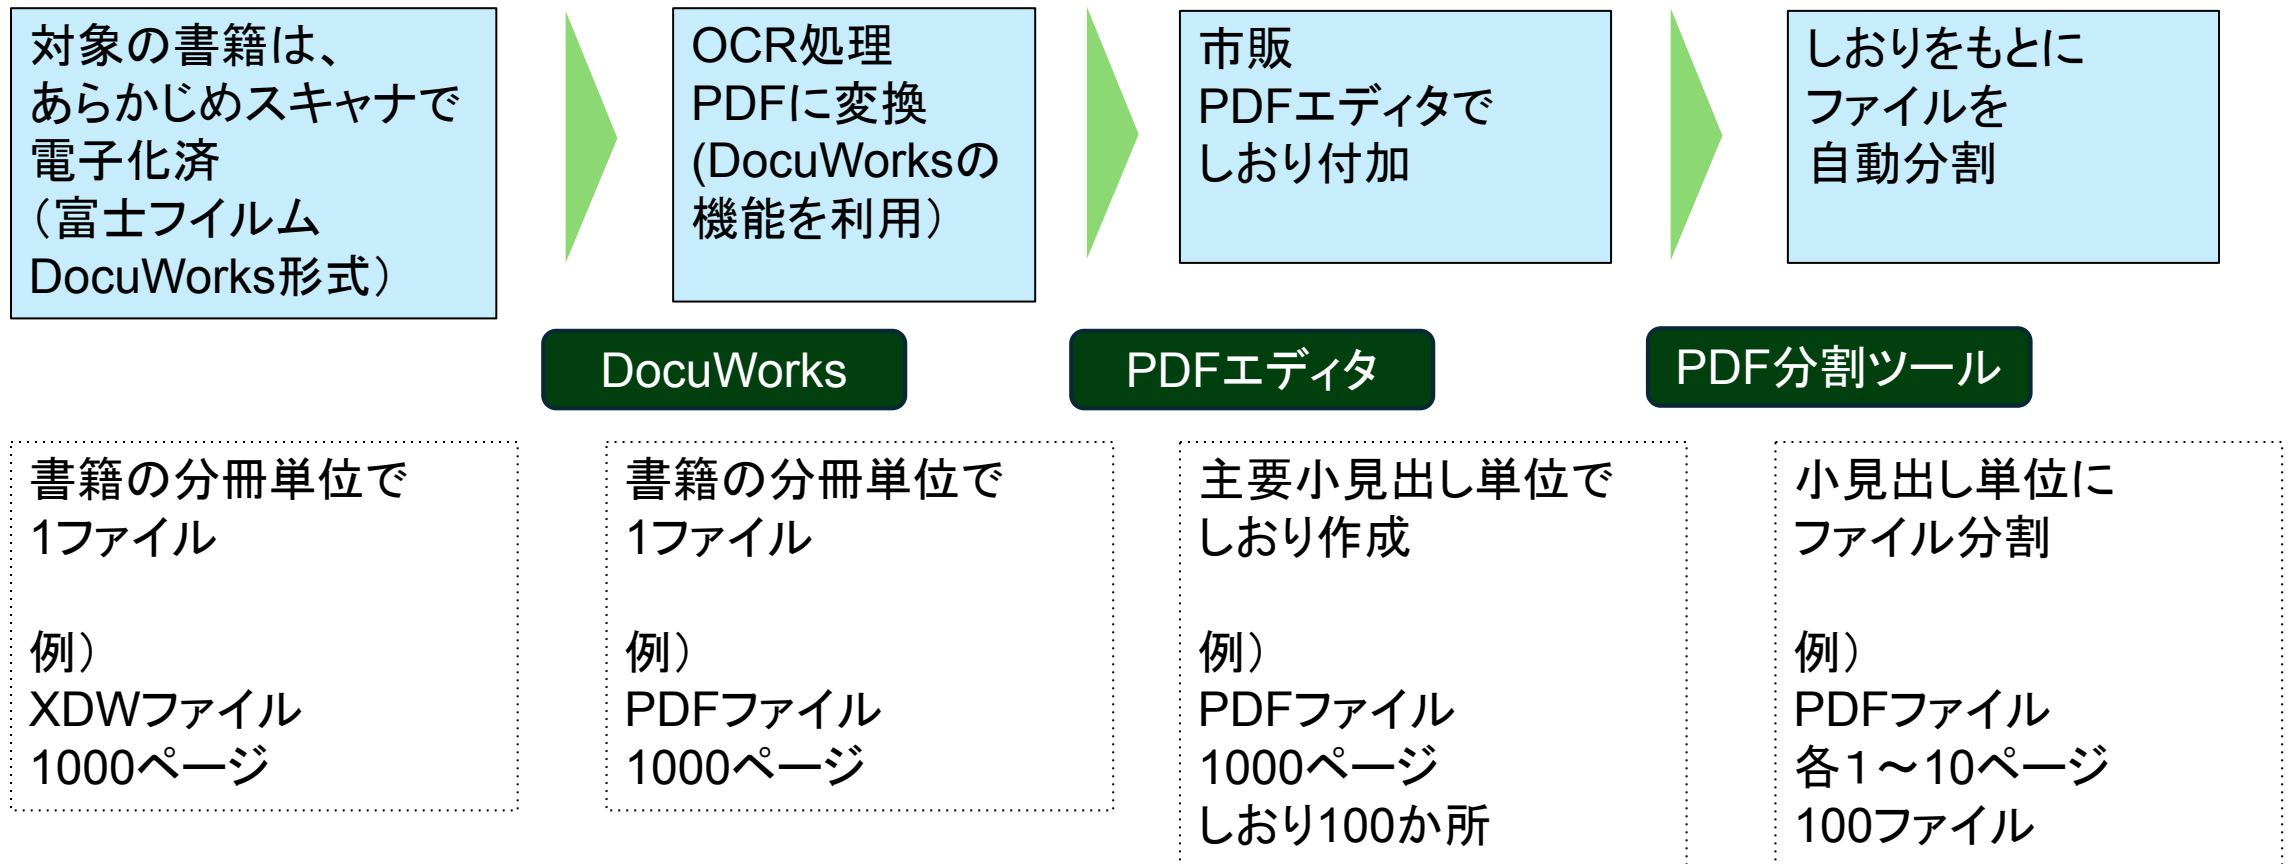 対象の書籍は、
あらかじめスキャナで
電子化済
（富士フイルム
DocuWorks形式）
OCR処理
PDFに変換
(DocuWorksの
機能を利用）
市販
PDFエディタで
しおり付加
しおりをもとに
ファイルを
自動分割
DocuWorks
PDFエディタ
PDF分割ツール
書籍の分冊単位で
1ファイル
例）
XDWファイル
1000ページ
書籍の分冊単位で
1ファイル
例）
PDFファイル
1000ページ
主要小見出し単位で
しおり作成
例）
PDFファイル
1000ページ
しおり100か所
小見出し単位に
ファイル分割
例）
PDFファイル
各１～10ページ
100ファイル